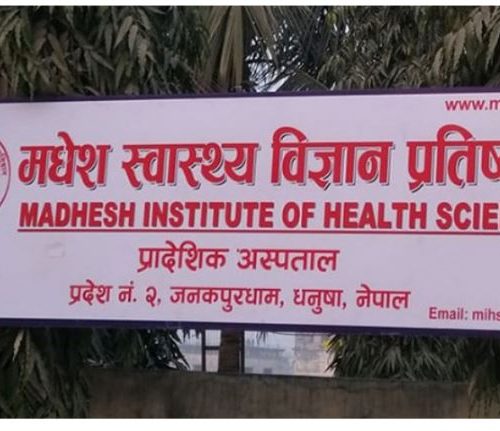 www.m
मधेश स्वास्थ्य विज्ञान प्रतिष
MADHESH INSTITUTE OF HEALTH SCIE
प्रादेशिक अस्पताल
प्रदेश नं. २, जनकपुरधाम, धनुषा, नेपाल
Email: mihs